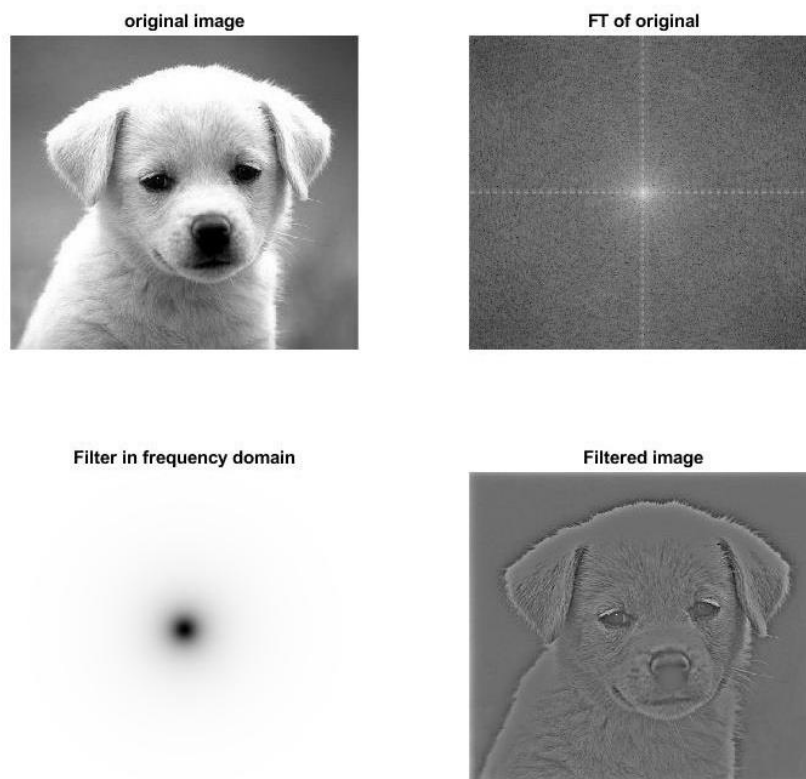 original image
FT of original
Filter in frequency domain
Filtered image